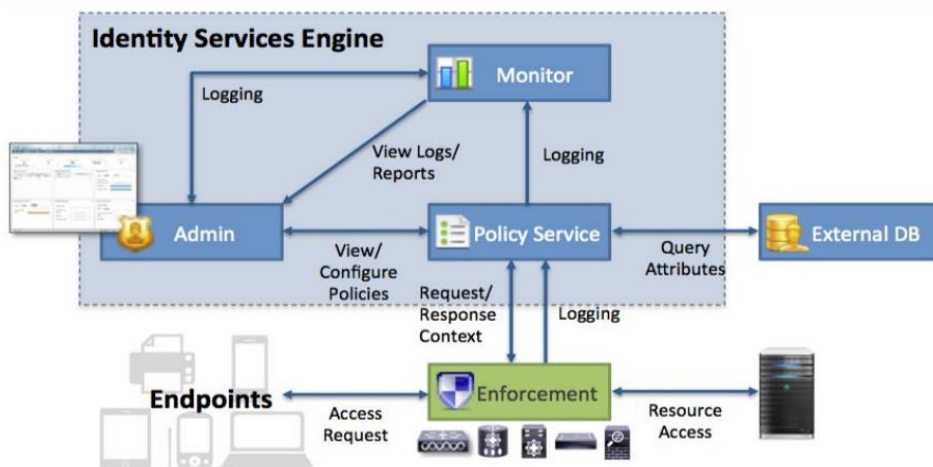 Identity Services Engine
Monitor
Logging
View Logs/
Reports
Logging
Admin
Policy Service
External DB
View/
Configure
Policies
Query
Attributes
Request/
Response
Context
Logging
Endpoints
Enforcement
Access
Request
Resource
Access